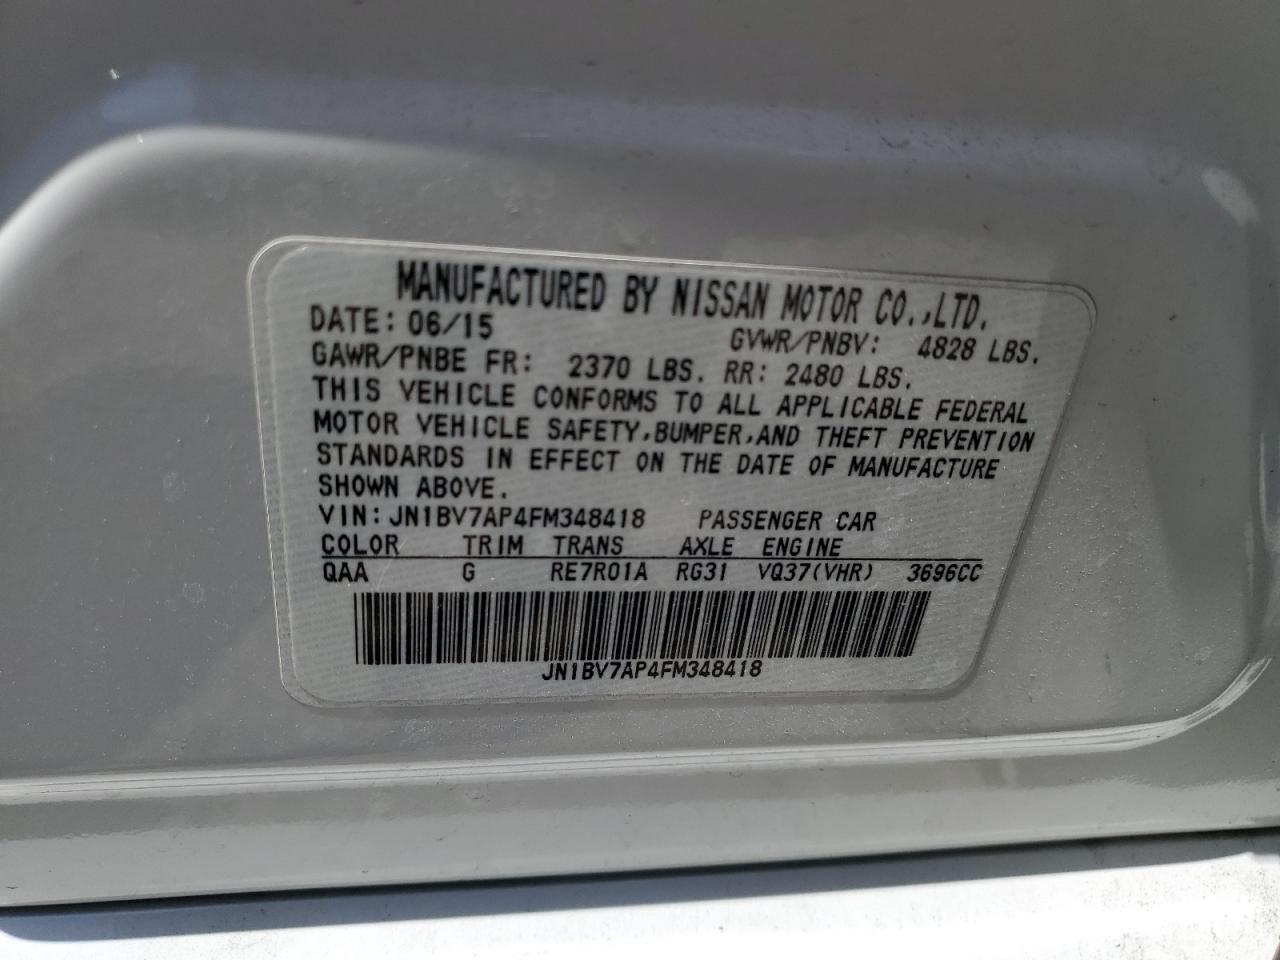 MANUFACTURED BY NISSAN MOTOR CO.,LTD.
DATE: 06/15 GVWR/PNBV: 4828 LBS.
GAWR/PNBE FR: 2370 LBS. RR: 2480 LBS.
THIS VEHICLE CONFORMS TO ALL APPLICABLE FEDERAL
MOTOR VEHICLE SAFETY,BUMPER,AND THEFT PREVENTION
STANDARDS IN EFFECT ON THE DATE OF MANUFACTURE
SHOWN ABOVE.
VIN: JN1BV7AP4FM348418 PASSENGER CAR
COLOR TRIM TRANS AXLE ENGINE
QAA G RE7R01A RG31 VQ37(VHR) 3696CC
JN1BV7AP4FM348418